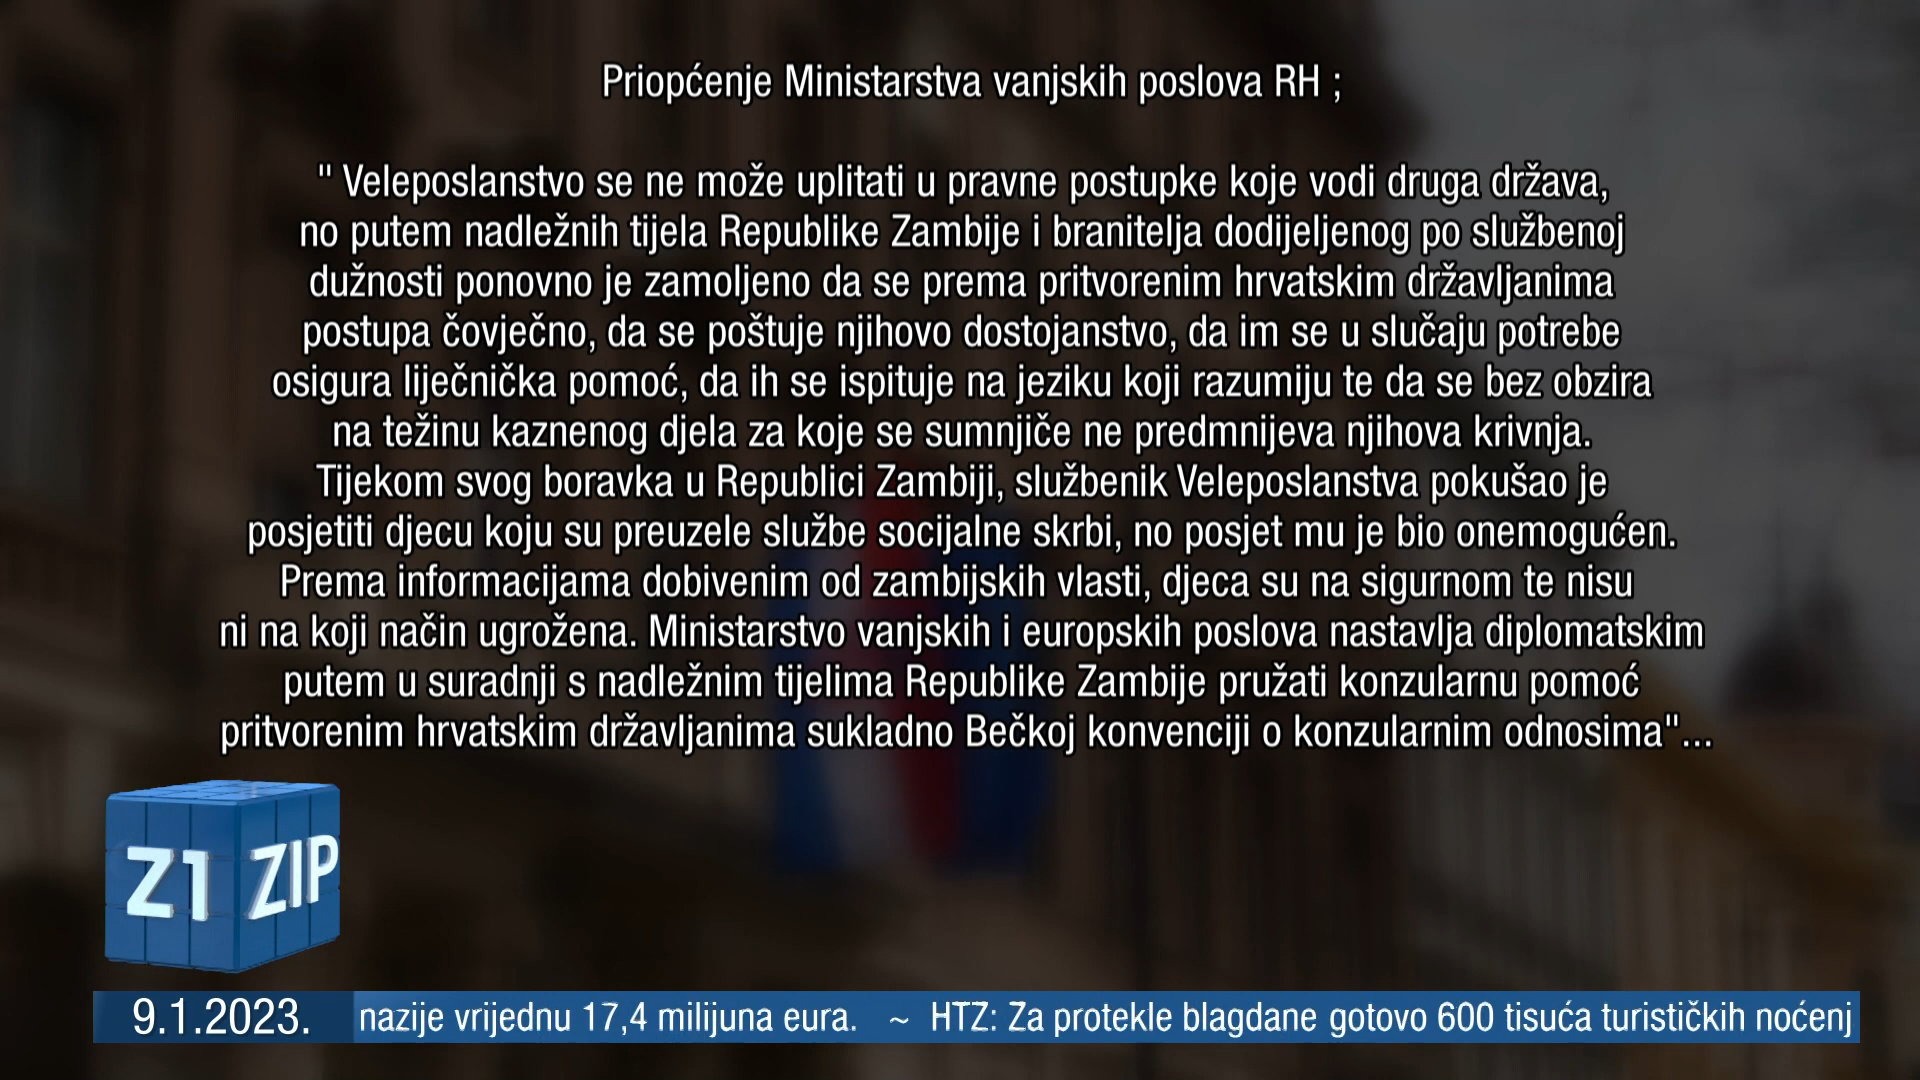 Priopćenje Ministarstva vanjskih poslova RH ;
" Veleposlanstvo se ne može uplitati u pravne postupke koje vodi druga država,
no putem nadležnih tijela Republike Zambije i branitelja dodijeljenog po službenoj
dužnosti ponovno je zamoljeno da se prema pritvorenim hrvatskim državljanima
postupa čovječno, da se poštuje njihovo dostojanstvo, da im se u slučaju potrebe
osigura liječnička pomoć, da ih se ispituje na jeziku koji razumiju te da se bez obzira
na težinu kaznenog djela za koje se sumnjiče ne predmnijeva njihova krivnja.
Tijekom svog boravka u Republici Zambiji, službenik Veleposlanstva pokušao je
posjetiti djecu koju su preuzele službe socijalne skrbi, no posjet mu je bio onemogućen.
Prema informacijama dobivenim od zambijskih vlasti, djeca su na sigurnom te nisu
ni na koji način ugrožena. Ministarstvo vanjskih i europskih poslova nastavlja diplomatskim
putem u suradnji s nadležnim tijelima Republike Zambije pružati konzularnu pomoć
pritvorenim hrvatskim državljanima sukladno Bečkoj konvenciji o konzularnim odnosima"...
Z1 ZIP
9.1.2023. nazije vrijednu 17,4 milijuna eura. ~ HTZ: Za protekle blagdane gotovo 600 tisuća turističkih noćenj